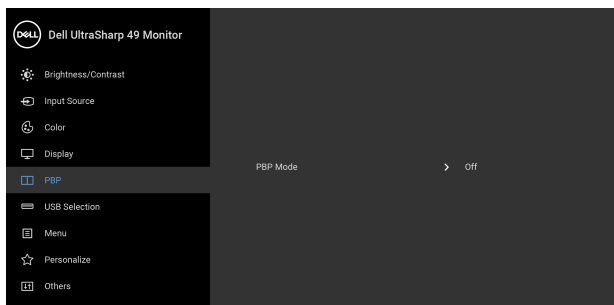 DELL Dell UltraSharp 49 Monitor
Brightness/Contrast
Input Source
Color
Display
PBP
USB Selection
Menu
Personalize
Others
PBP Mode > Off